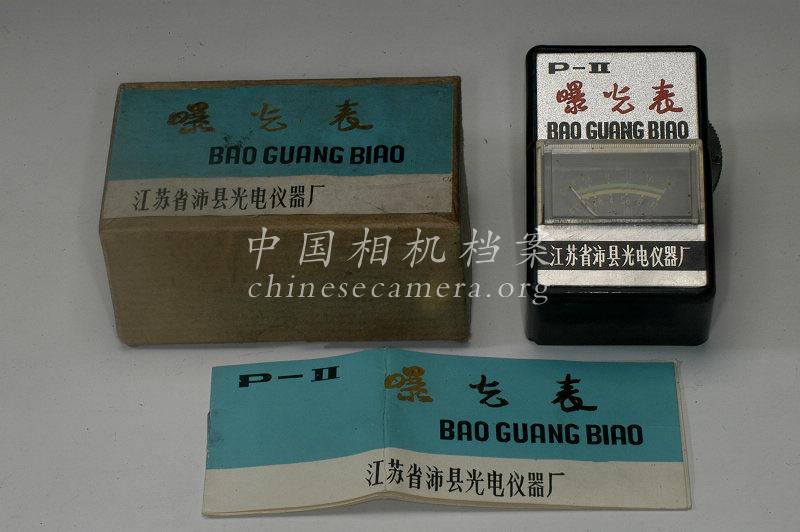 曝光表
BAO GUANG BIAO
江苏省沛县光电仪器厂
P-II
曝光表
BAO GUANG BIAO
江苏省沛县光电仪器厂
中国相机档案
chinesecamera.org
P-II 曝光表
BAO GUANG BIAO
江苏省沛县光电仪器厂